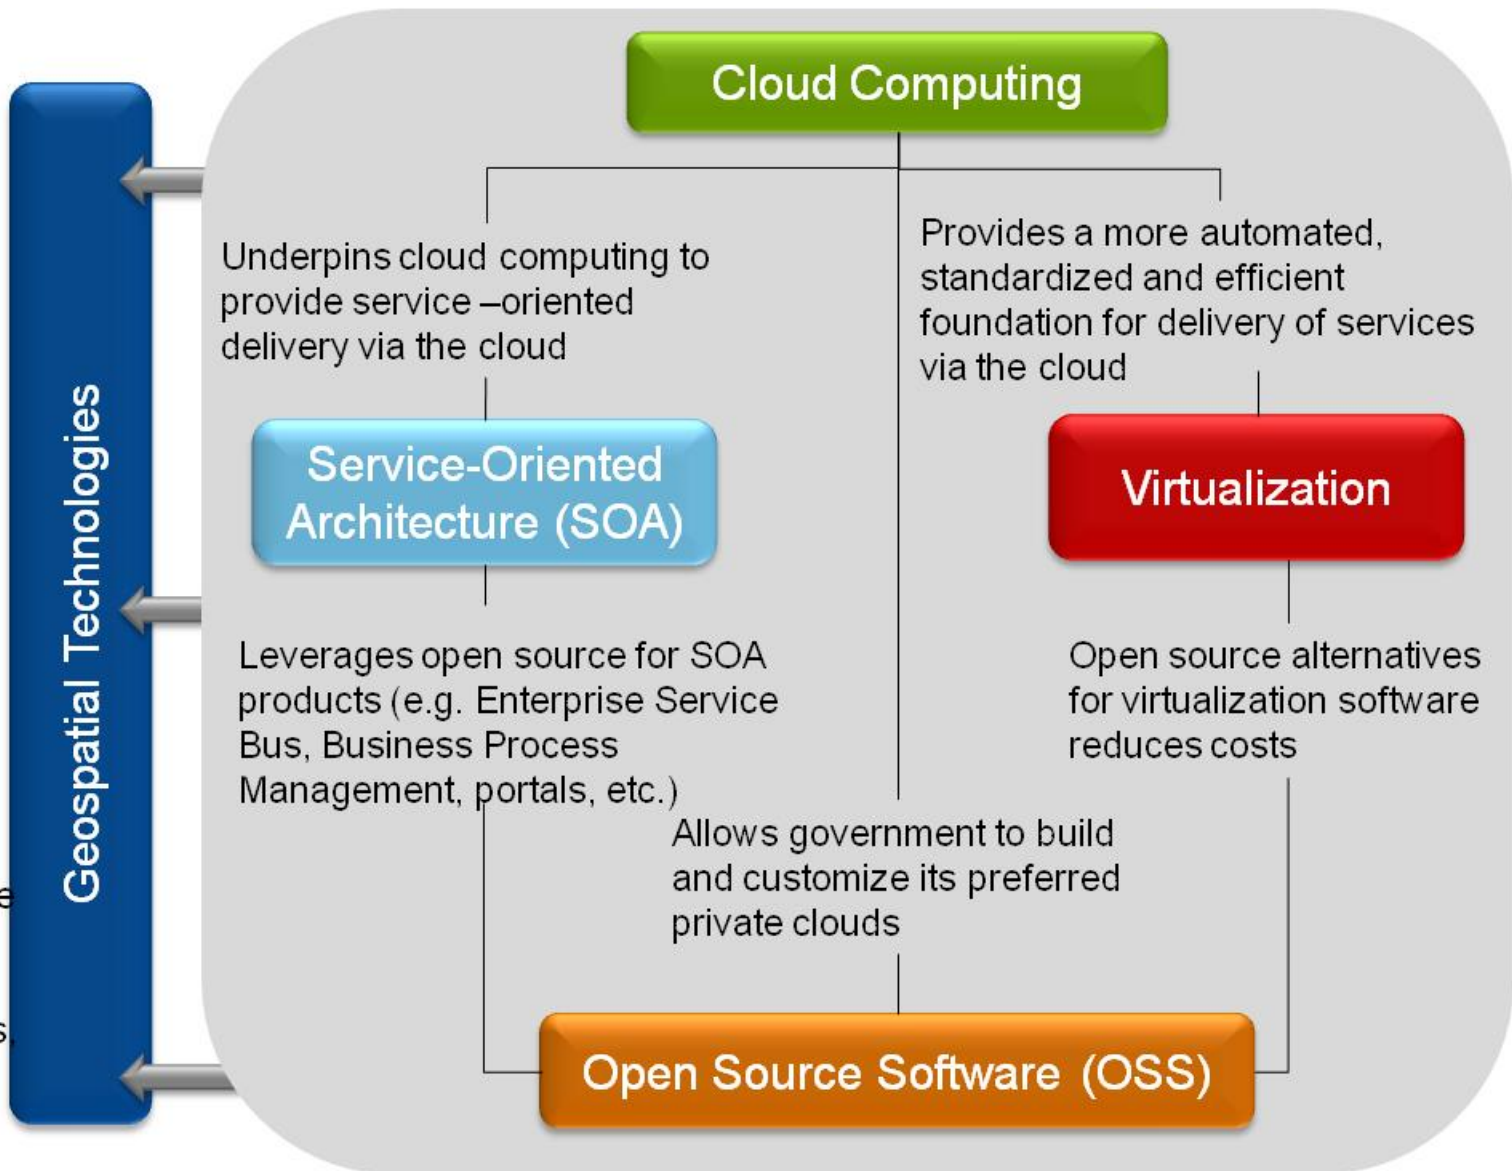 Cloud Computing
Underpins cloud computing to
provide service –oriented
delivery via the cloud
Provides a more automated,
standardized and efficient
foundation for delivery of services
via the cloud
Service-Oriented
Architecture (SOA)
Virtualization
Leverages open source for SOA
products (e.g. Enterprise Service
Bus, Business Process
Management, portals, etc.)
Open source alternatives
for virtualization software
reduces costs
Allows government to build
and customize its preferred
private clouds
Open Source Software (OSS)
Geospatial Technologies